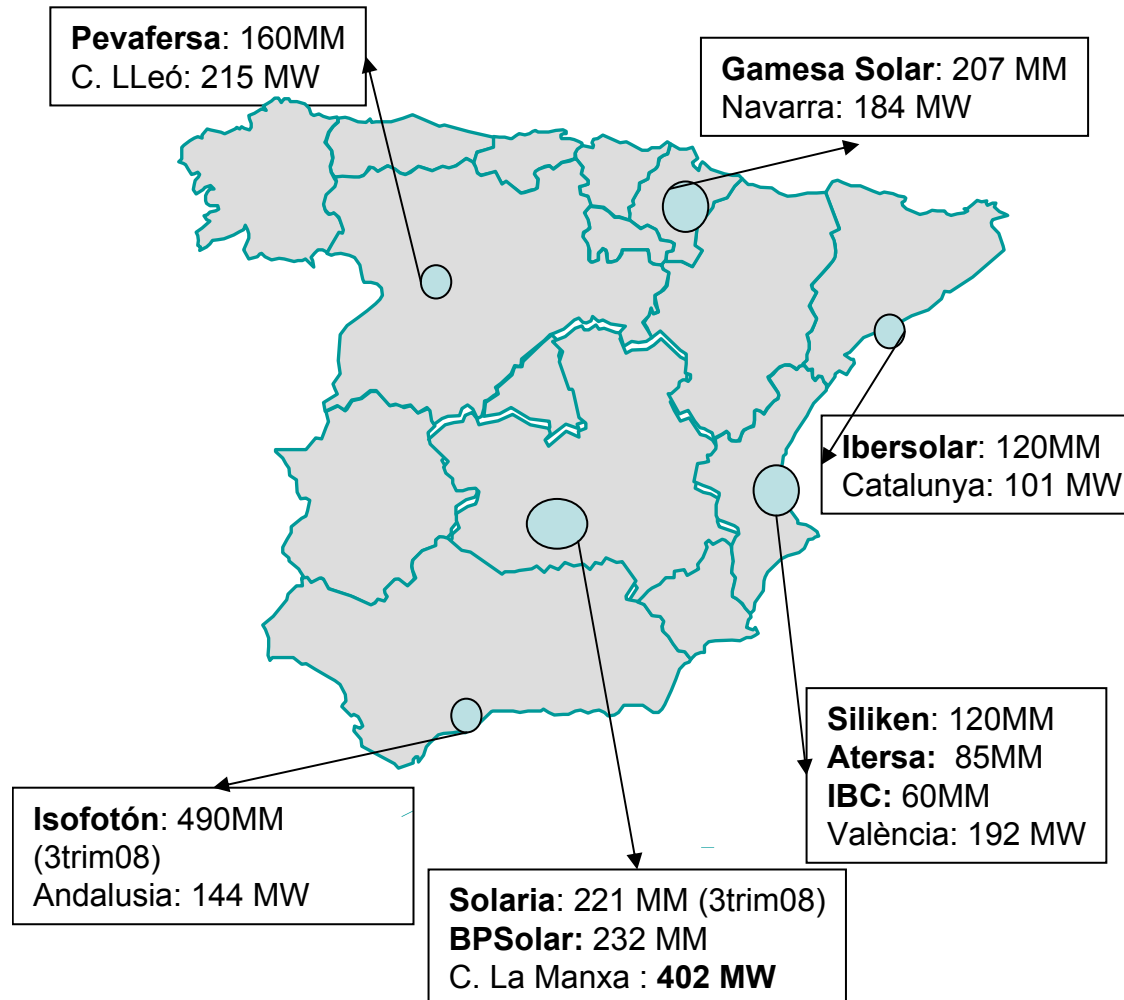 Pevafersa: 160MM
C. LLeó: 215 MW
Gamesa Solar: 207 MM
Navarra: 184 MW
Ibersolar: 120MM
Catalunya: 101 MW
Siliken: 120MM
Atersa: 85MM
IBC: 60MM
València: 192 MW
Isofotón: 490MM
(3trim08)
Andalusia: 144 MW
Solaria: 221 MM (3trim08)
BPSolar: 232 MM
C. La Manxa : 402 MW